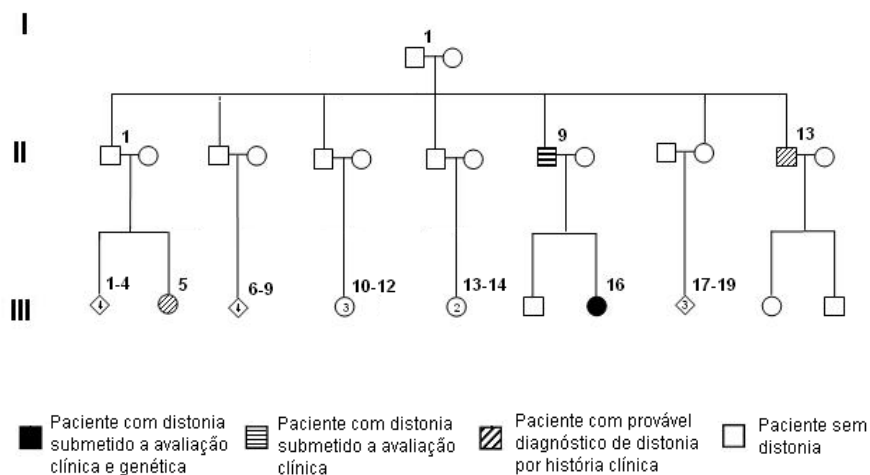 I
1
II
1
9
13
III
1-4
5
6-9
10-12
13-14
16
17-19
4
4
3
2
3
Paciente com distonia
submetido a avaliação
clínica e genética
Paciente com distonia
submetido a avaliação
clínica
Paciente com provável
diagnóstico de distonia
por história clínica
Paciente sem
distonia